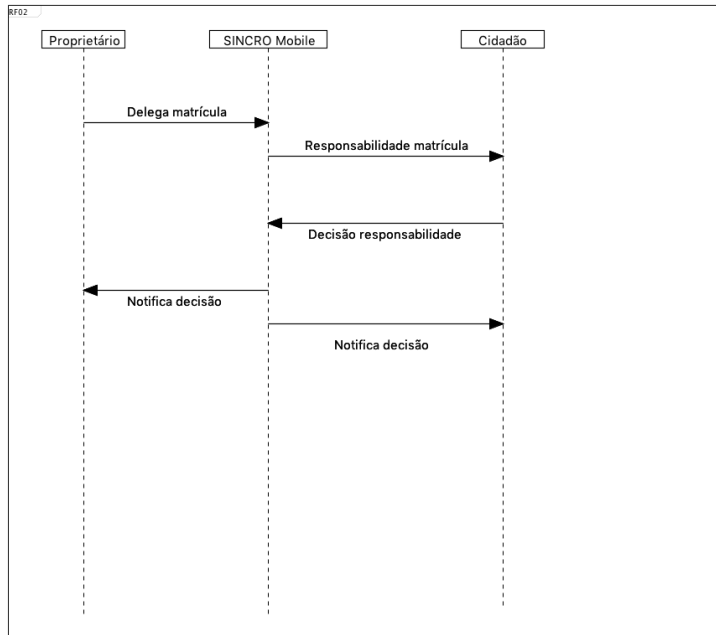 RF02
Proprietário
SINCRO Mobile
Cidadão
Delega matrícula
Responsabilidade matrícula
Decisão responsabilidade
Notifica decisão
Notifica decisão